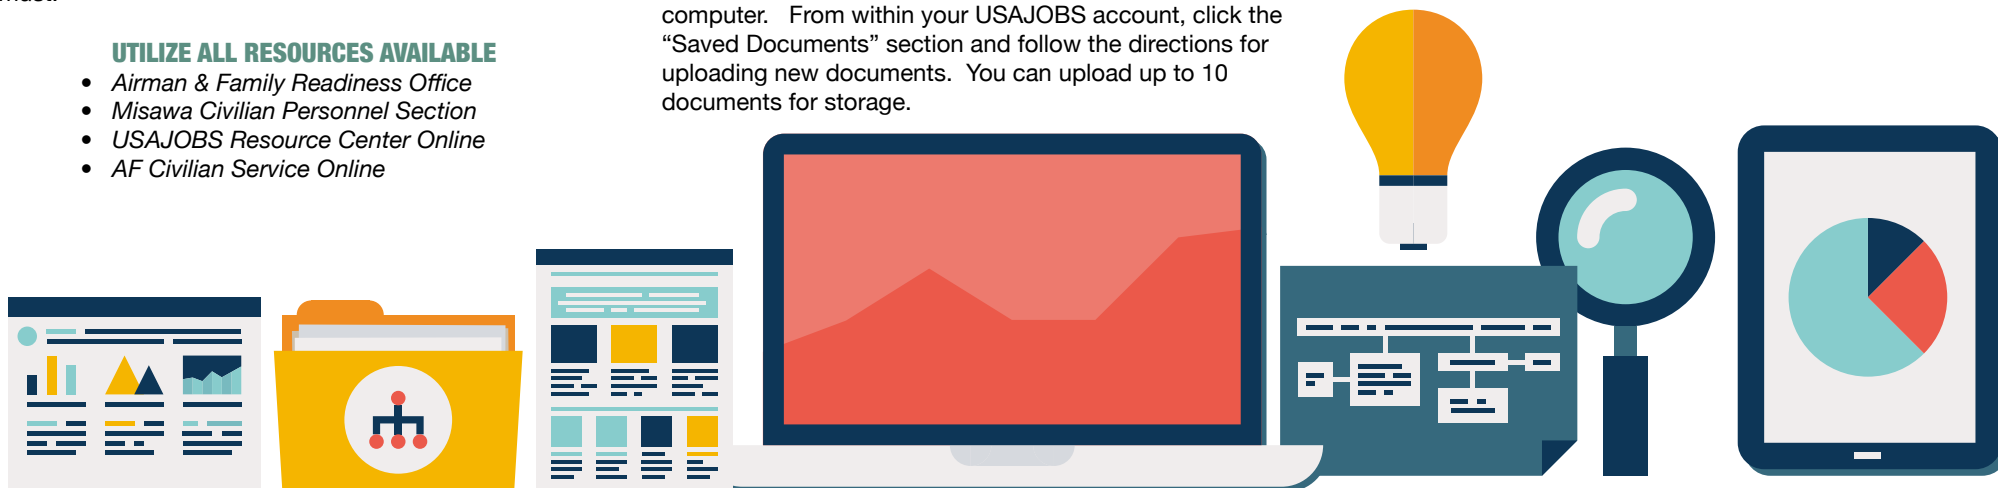 UTILIZE ALL RESOURCES AVAILABLE
• Airman & Family Readiness Office
• Misawa Civilian Personnel Section
• USAJOBS Resource Center Online
• AF Civilian Service Online
computer.   From within your USAJOBS account, click the
“Saved Documents” section and follow the directions for
uploading new documents.  You can upload up to 10
documents for storage.